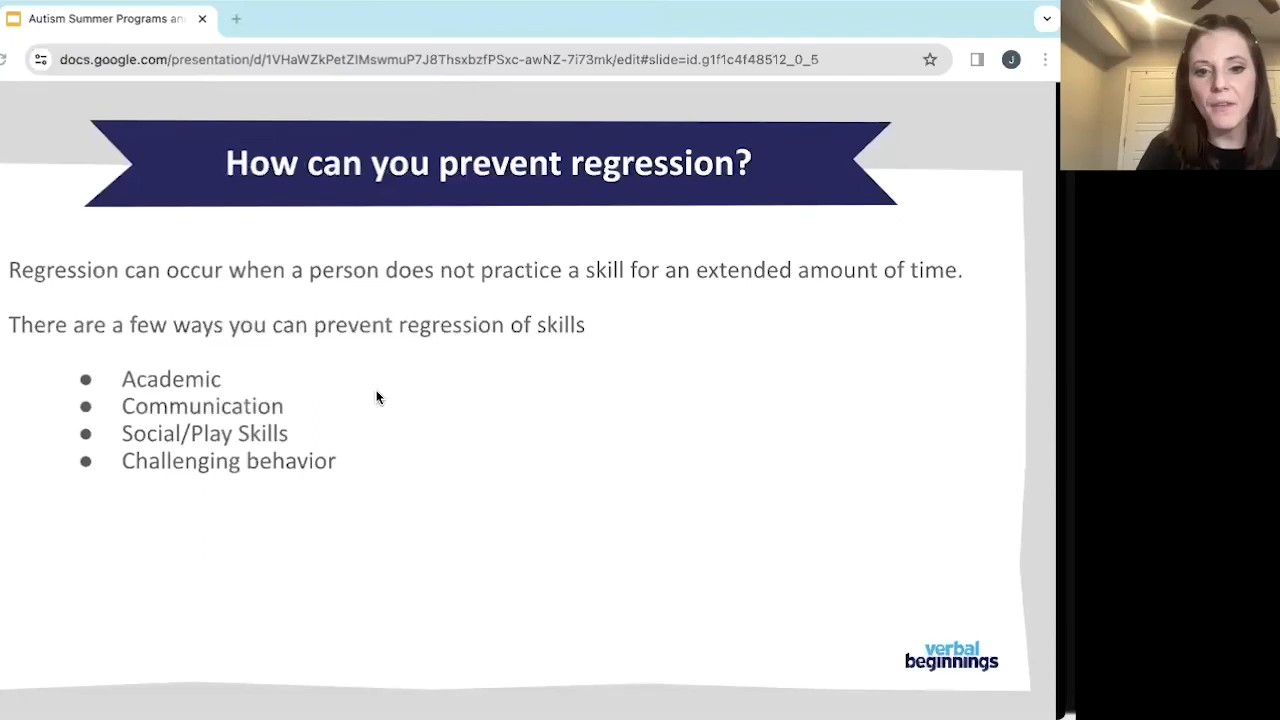 Autism Summer Programs an
docs.google.com/presentation/d/1VHaWZkPetZIMswmuP7J8ThsxbzfPSxc-awNZ-7i73mk/edit#slide=id.g1f1c4f48512_0_5
J
How can you prevent regression?
Regression can occur when a person does not practice a skill for an extended amount of time.
There are a few ways you can prevent regression of skills
● Academic
● Communication
● Social/Play Skills
● Challenging behavior
verbal
beginnings